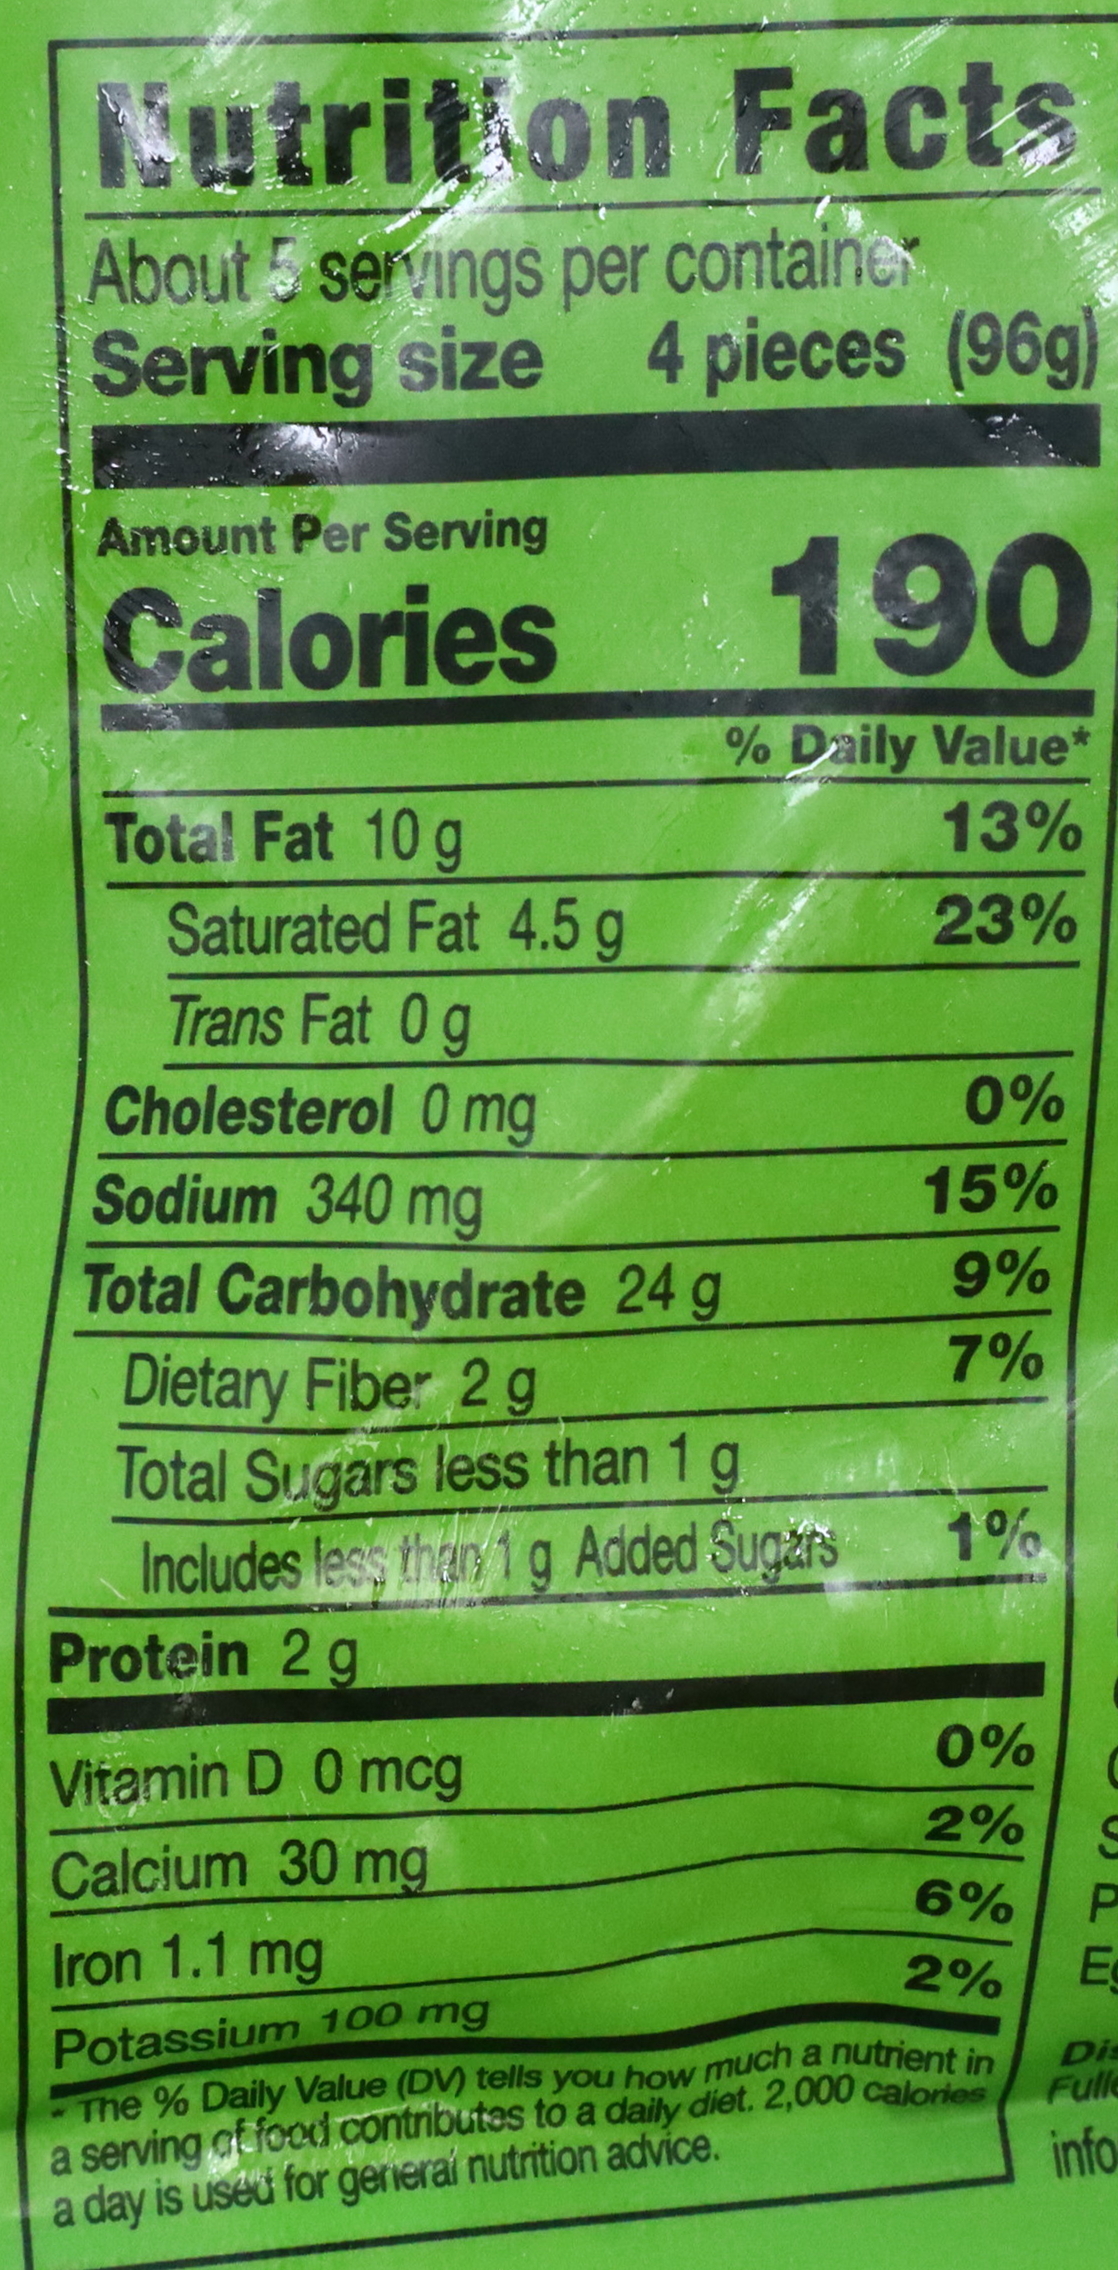 Nutrition Facts
About 5 servings per container
Serving size 4 pieces (96g)
Amount Per Serving
Calories 190
% Daily Value*
Total Fat 10 g 13%
Saturated Fat 4.5 g 23%
Trans Fat 0 g
Cholesterol 0 mg 0%
Sodium 340 mg 15%
Total Carbohydrate 24 g 9%
Dietary Fiber 2 g 7%
Total Sugars less than 1 g
Includes less than 1 g Added Sugars 1%
Protein 2 g
Vitamin D 0 mcg 0%
Calcium 30 mg 2%
Iron 1.1 mg 6%
Potassium 100 mg 2%
* The % Daily Value (DV) tells you how much a nutrient in
a serving of food contributes to a daily diet. 2,000 calories
a day is used for general nutrition advice.
info